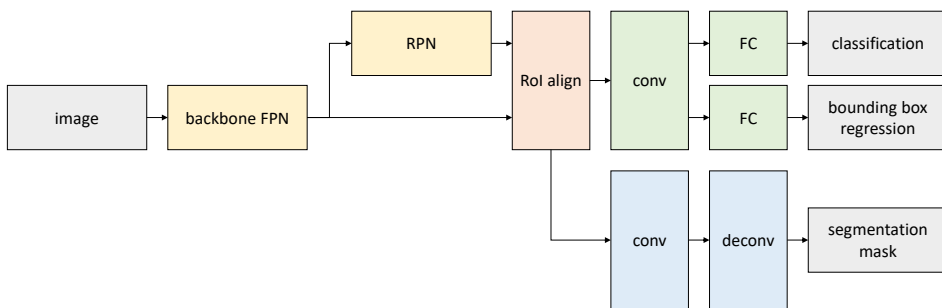 RPN
RoI align
conv
FC
classification
image
backbone FPN
FC
bounding box
regression
conv
deconv
segmentation
mask